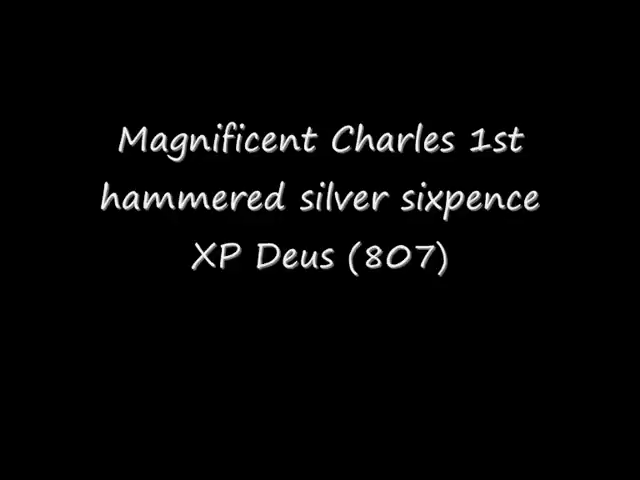 Magnificent Charles 1st
hammered silver sixpence
XP Deus (807)